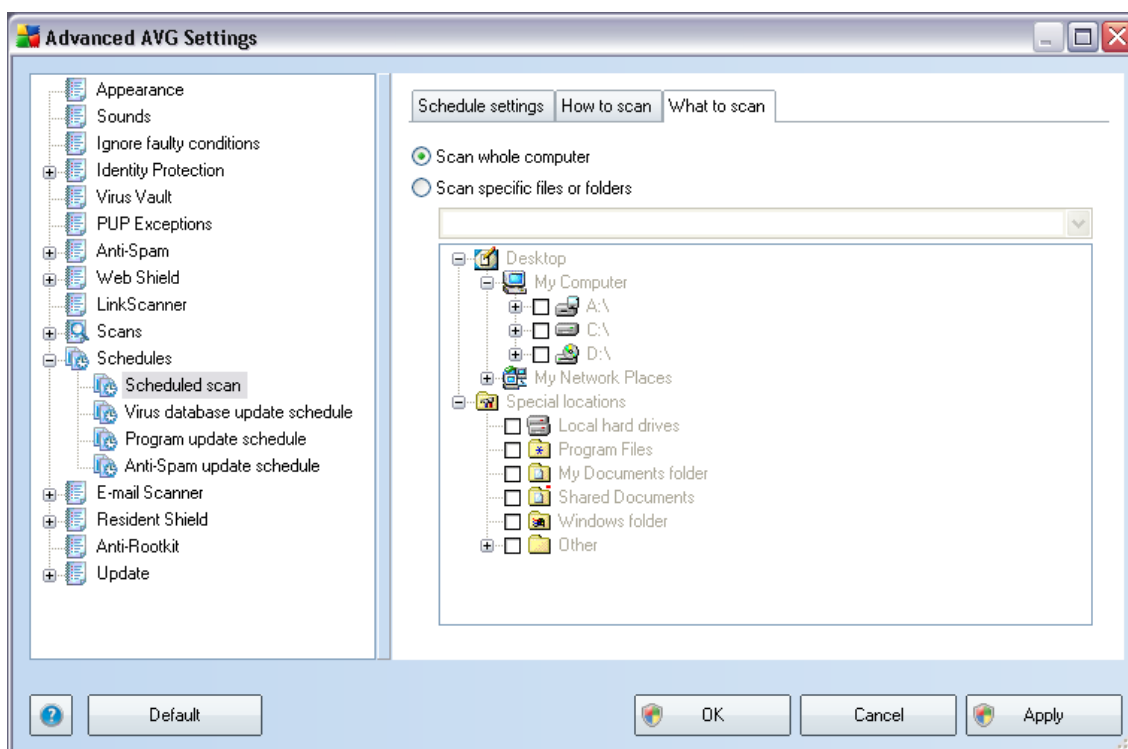 Advanced AVG Settings
Appearance
Sounds
Ignore faulty conditions
Identity Protection
Virus Vault
PUP Exceptions
Anti-Spam
Web Shield
LinkScanner
Scans
Schedules
Scheduled scan
Virus database update schedule
Program update schedule
Anti-Spam update schedule
E-mail Scanner
Resident Shield
Anti-Rootkit
Update
Schedule settings How to scan What to scan
Scan whole computer
Scan specific files or folders
Desktop
My Computer
A:\
C:\
D:\
My Network Places
Special locations
Local hard drives
Program Files
My Documents folder
Shared Documents
Windows folder
Other
Default OK Cancel Apply